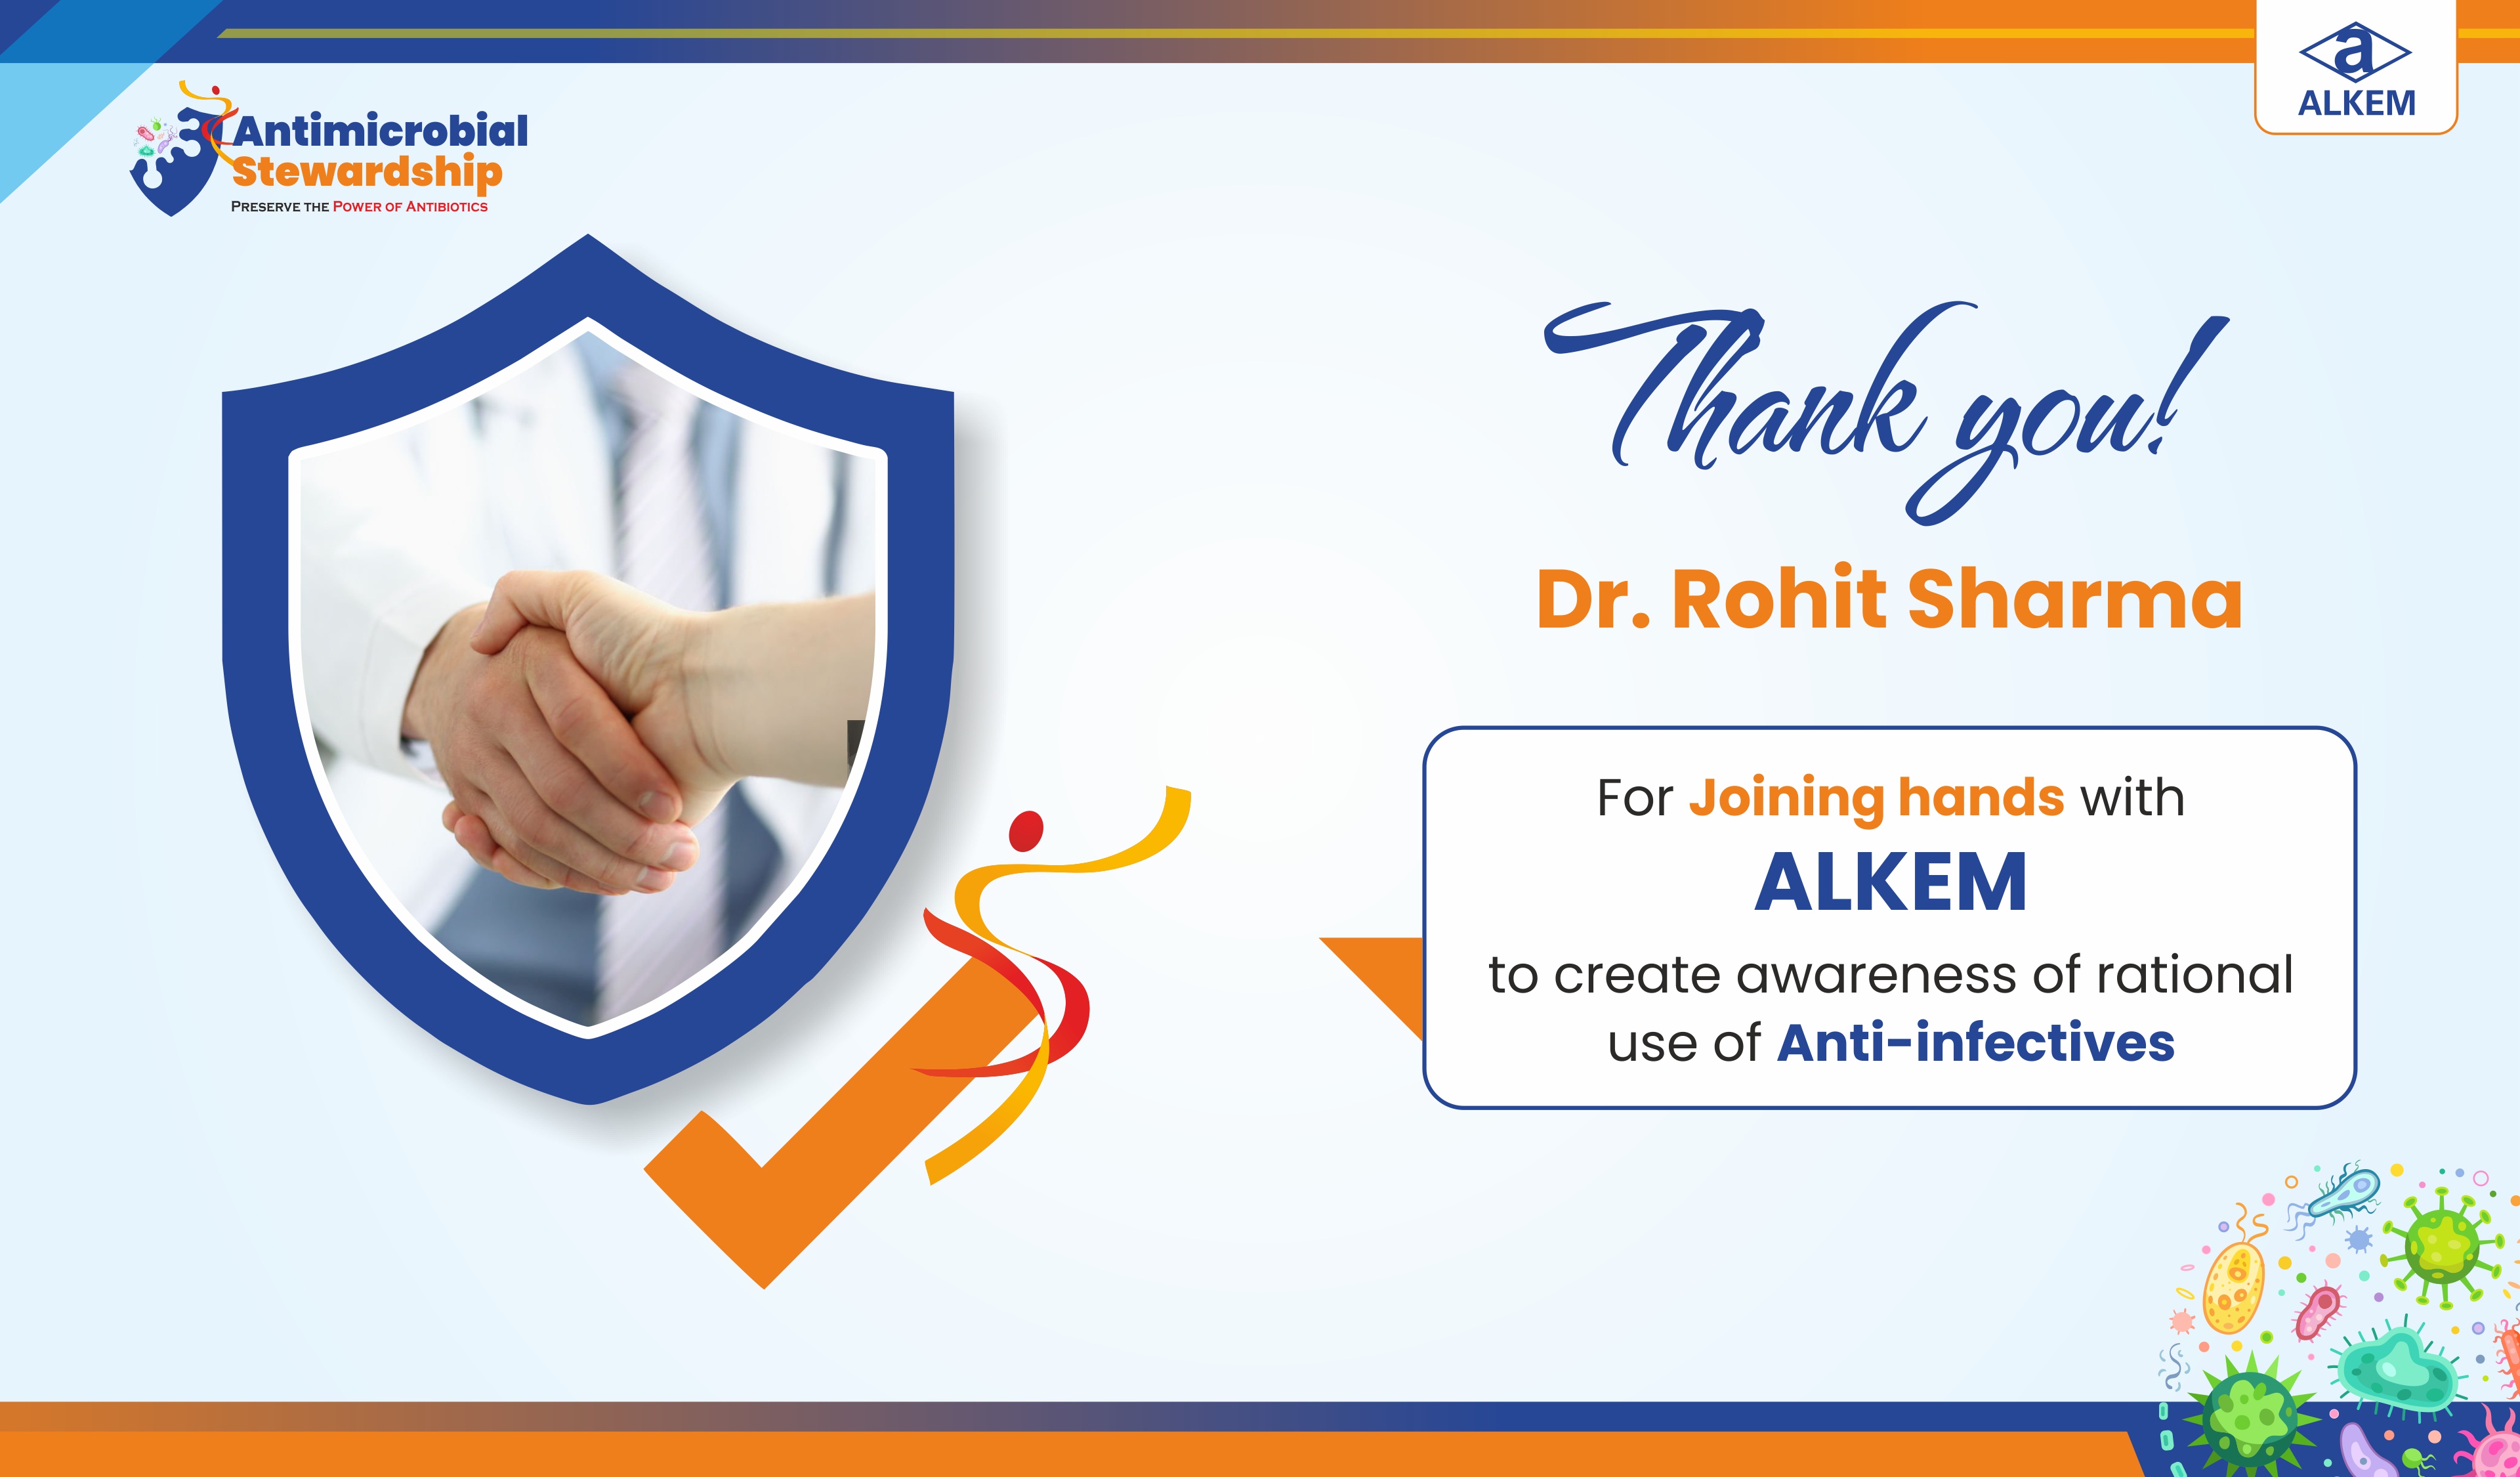 Antimicrobial
Stewardship
PRESERVE THE POWER OF ANTIBIOTICS
a
ALKEM
Thank you!
Dr. Rohit Sharma
For Joining hands with
ALKEM
to create awareness of rational
use of Anti-infectives